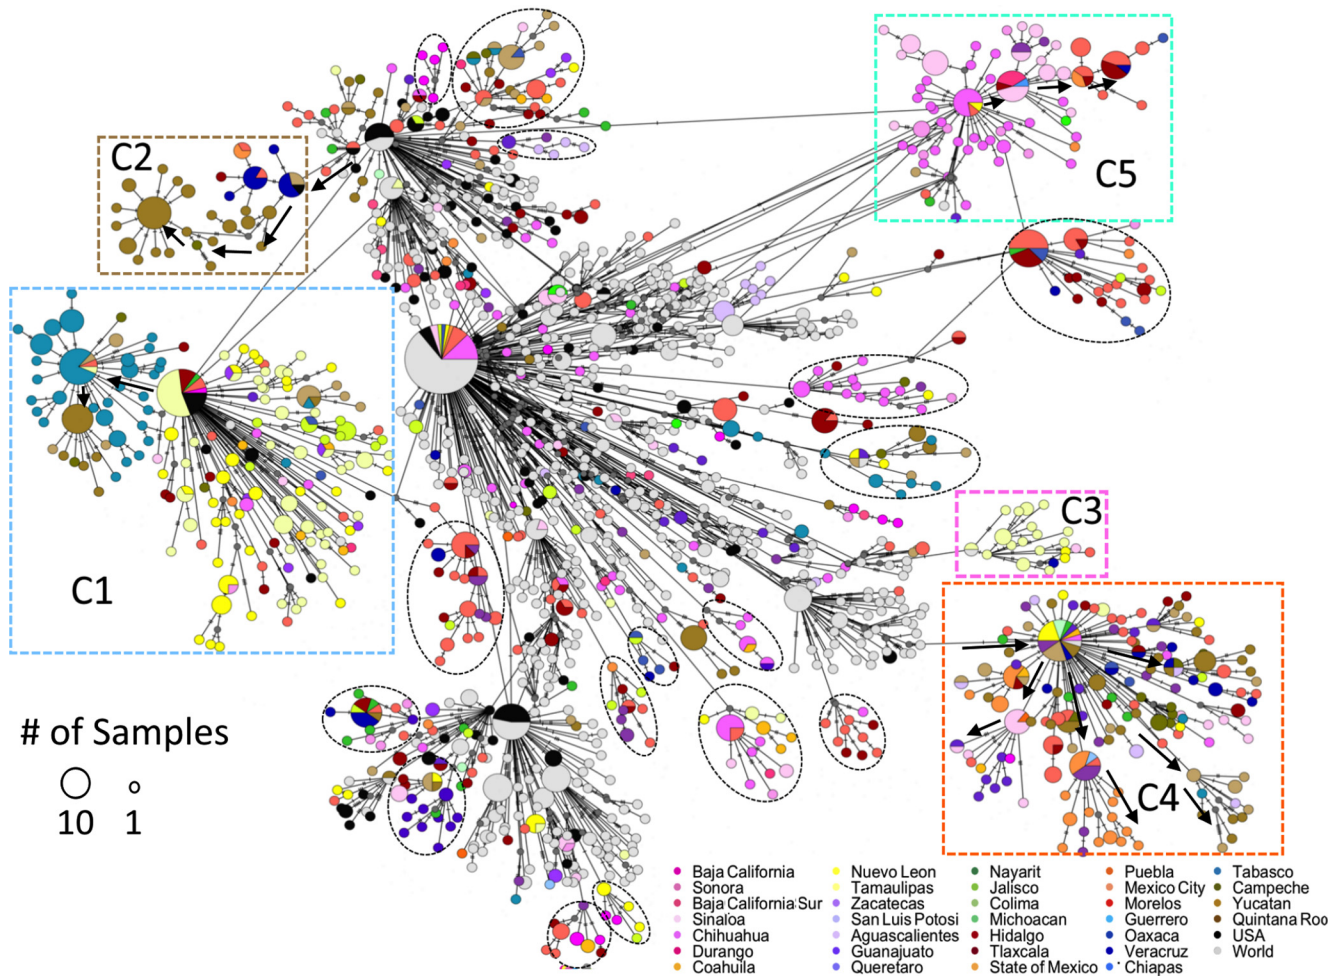 C2
C5
C1
C3
C4
# of Samples
10 1
Baja California
Sonora
Baja California Sur
Sinaloa
Chihuahua
Durango
Coahuila
Nuevo Leon
Tamaulipas
Zacatecas
San Luis Potosi
Aguascalientes
Guanajuato
Queretaro
Nayarit
Jalisco
Colima
Michoacan
Hidalgo
Tlaxcala
State of Mexico
Puebla
Mexico City
Morelos
Guerrero
Oaxaca
Veracruz
Chiapas
Tabasco
Campeche
Yucatan
Quintana Roo
USA
World